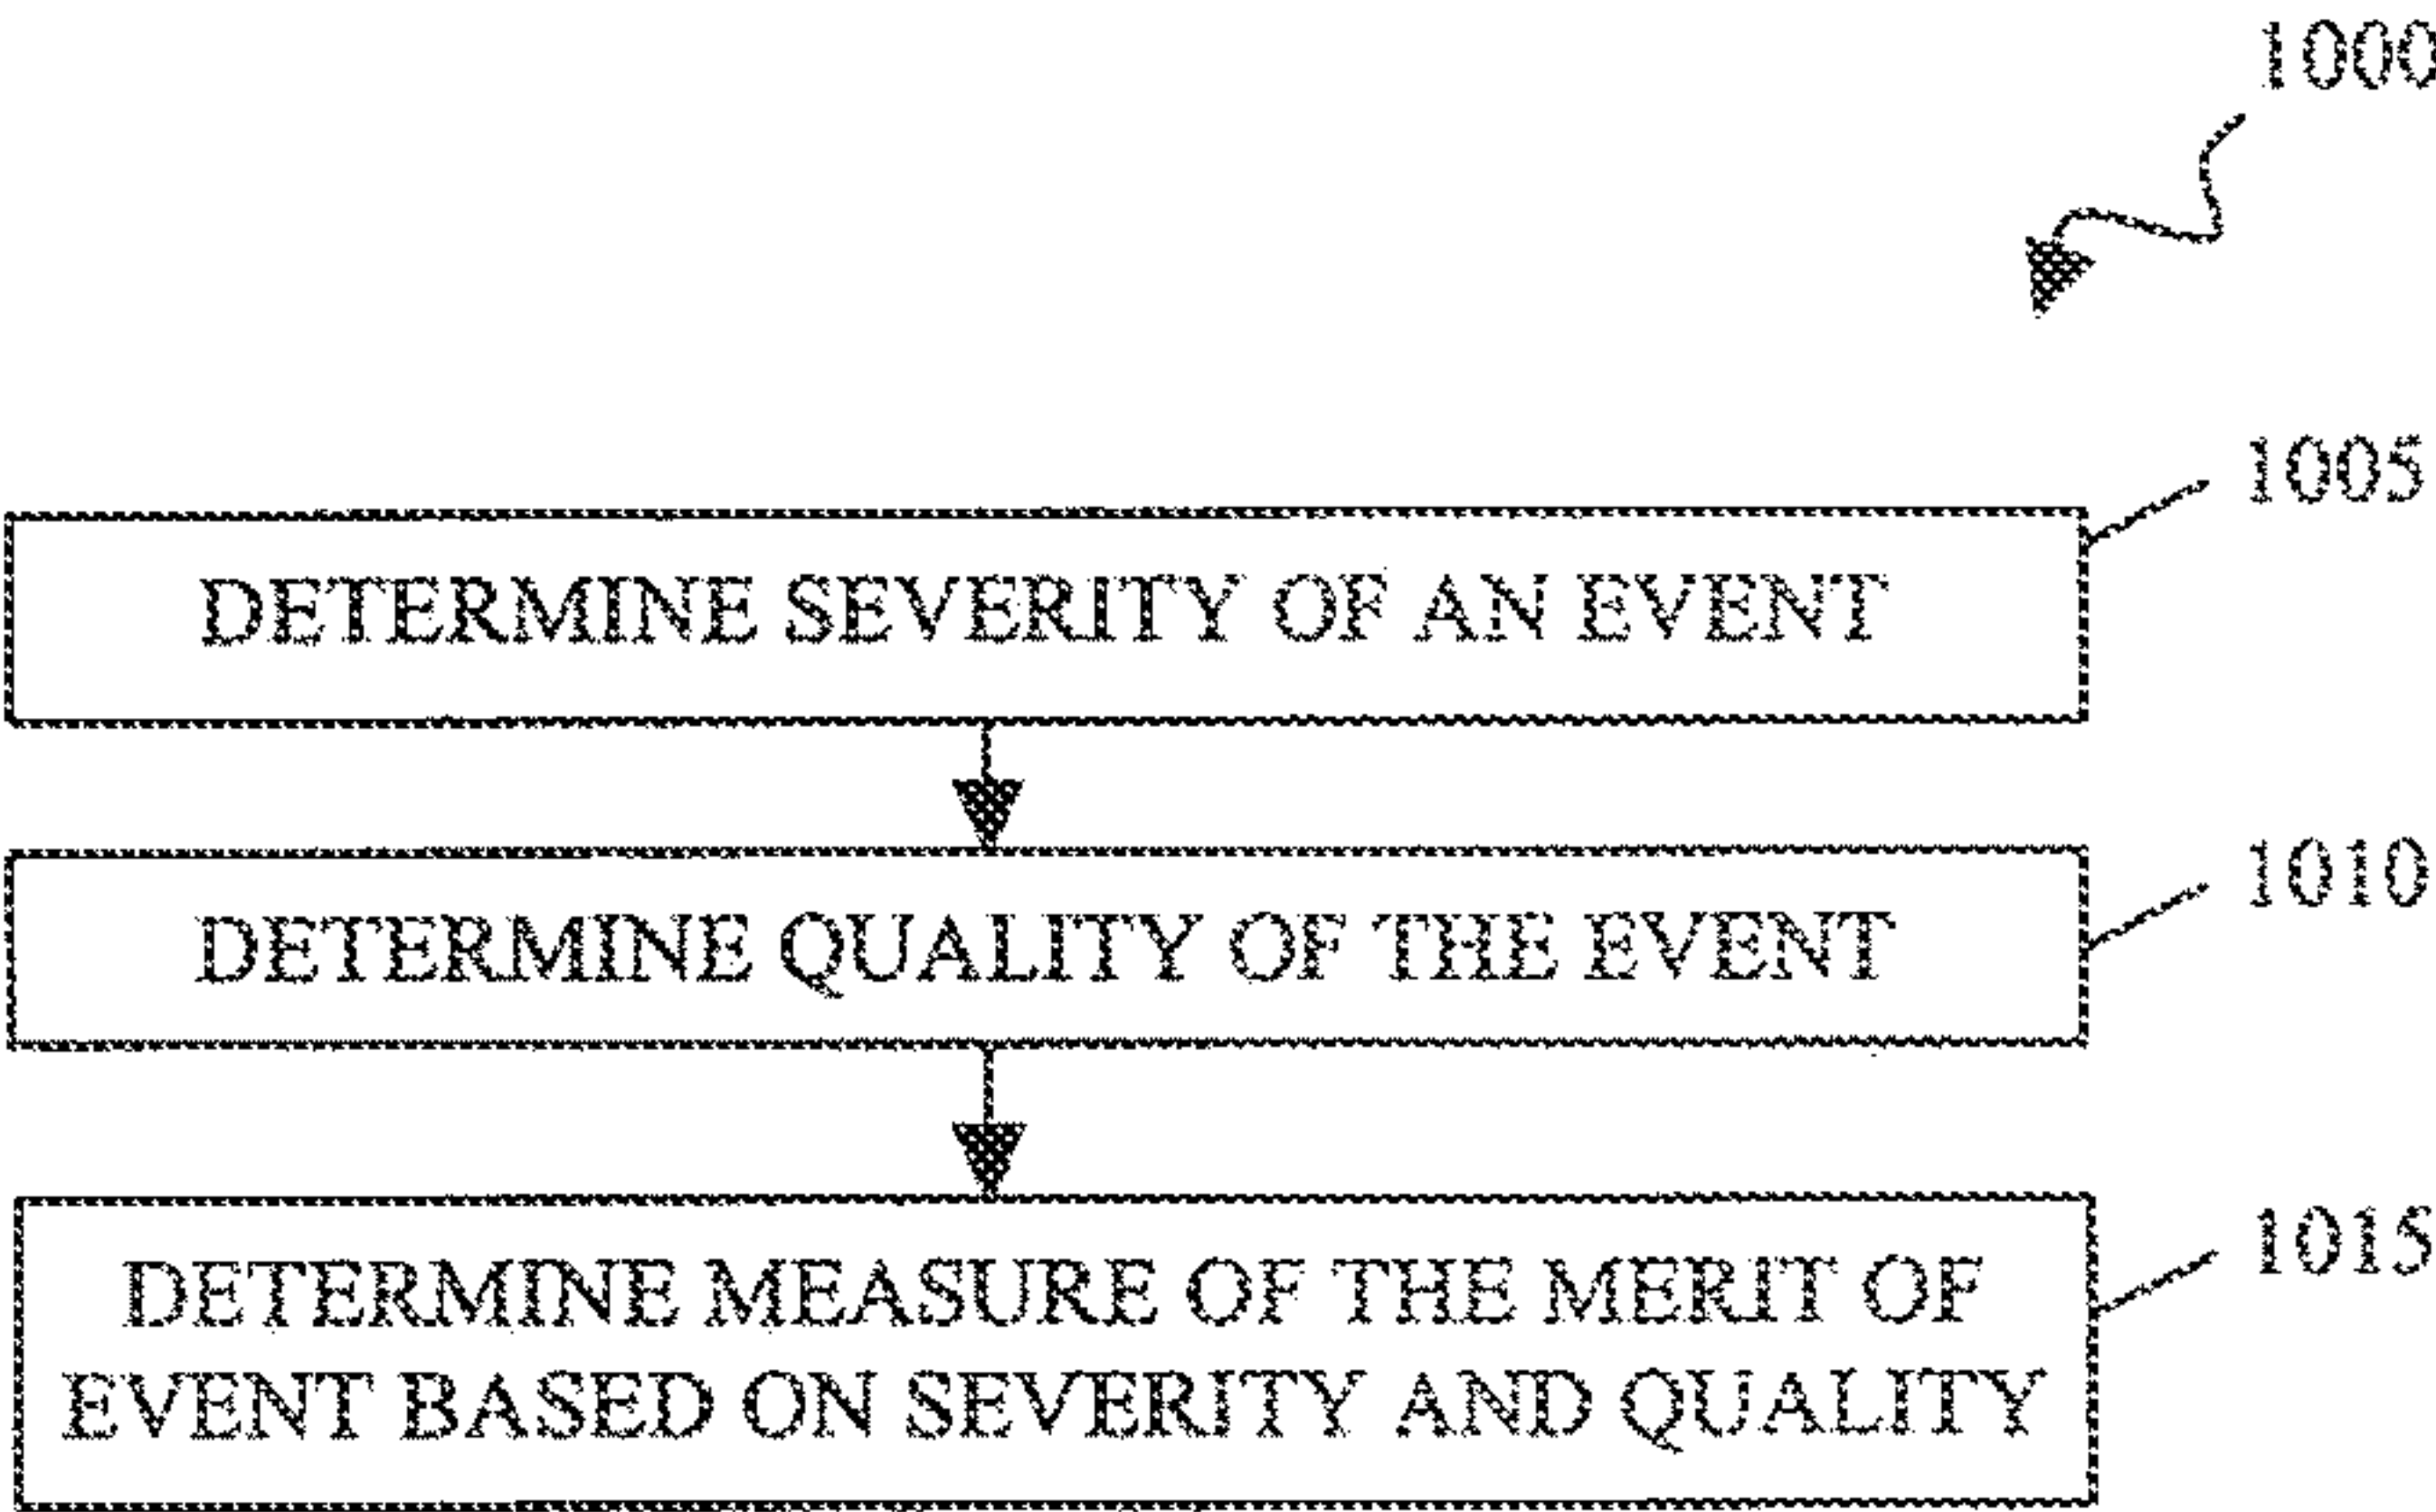 1000
1005
DETERMINE SEVERITY OF AN EVENT
1010
DETERMINE QUALITY OF THE EVENT
1015
DETERMINE MEASURE OF THE MERIT OF
EVENT BASED ON SEVERITY AND QUALITY